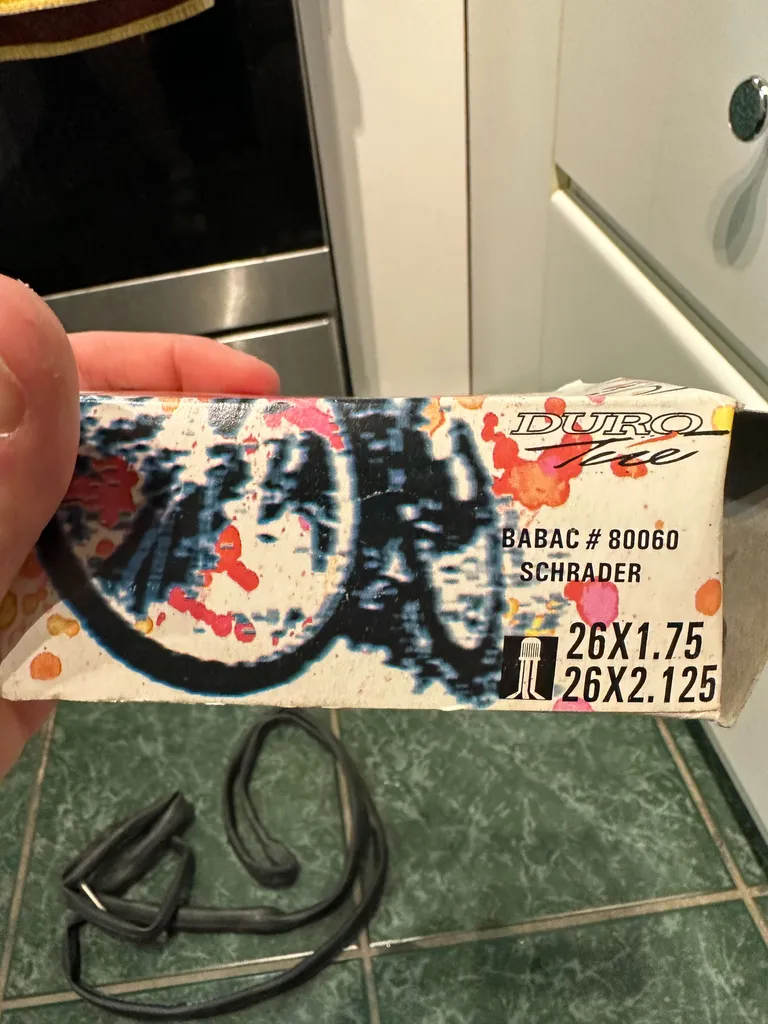 DURO
Tire
BABAC # 80060
SCHRADER
26X1.75
26X2.125